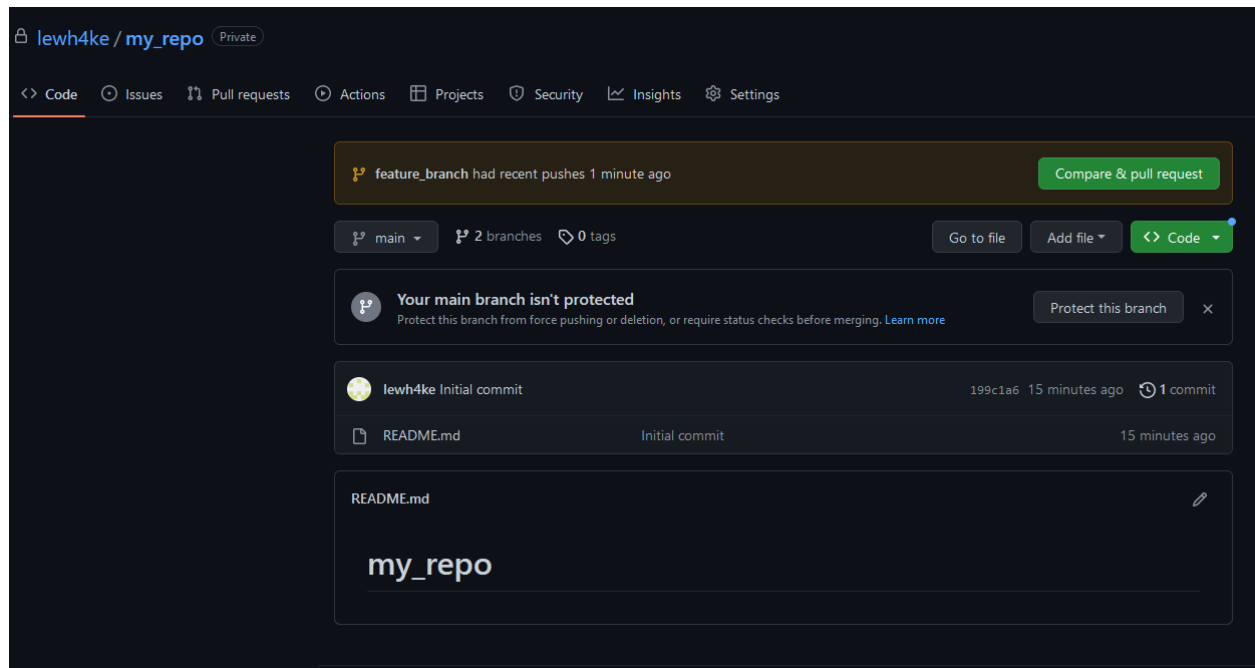 lewh4ke / my_repo Private
Code Issues Pull requests Actions Projects Security Insights Settings
feature_branch had recent pushes 1 minute ago Compare & pull request
main 2 branches 0 tags Go to file Add file Code
Your main branch isn't protected
Protect this branch from force pushing or deletion, or require status checks before merging. Learn more Protect this branch
lewh4ke Initial commit 199c1a6 15 minutes ago 1 commit
README.md Initial commit 15 minutes ago
README.md
my_repo